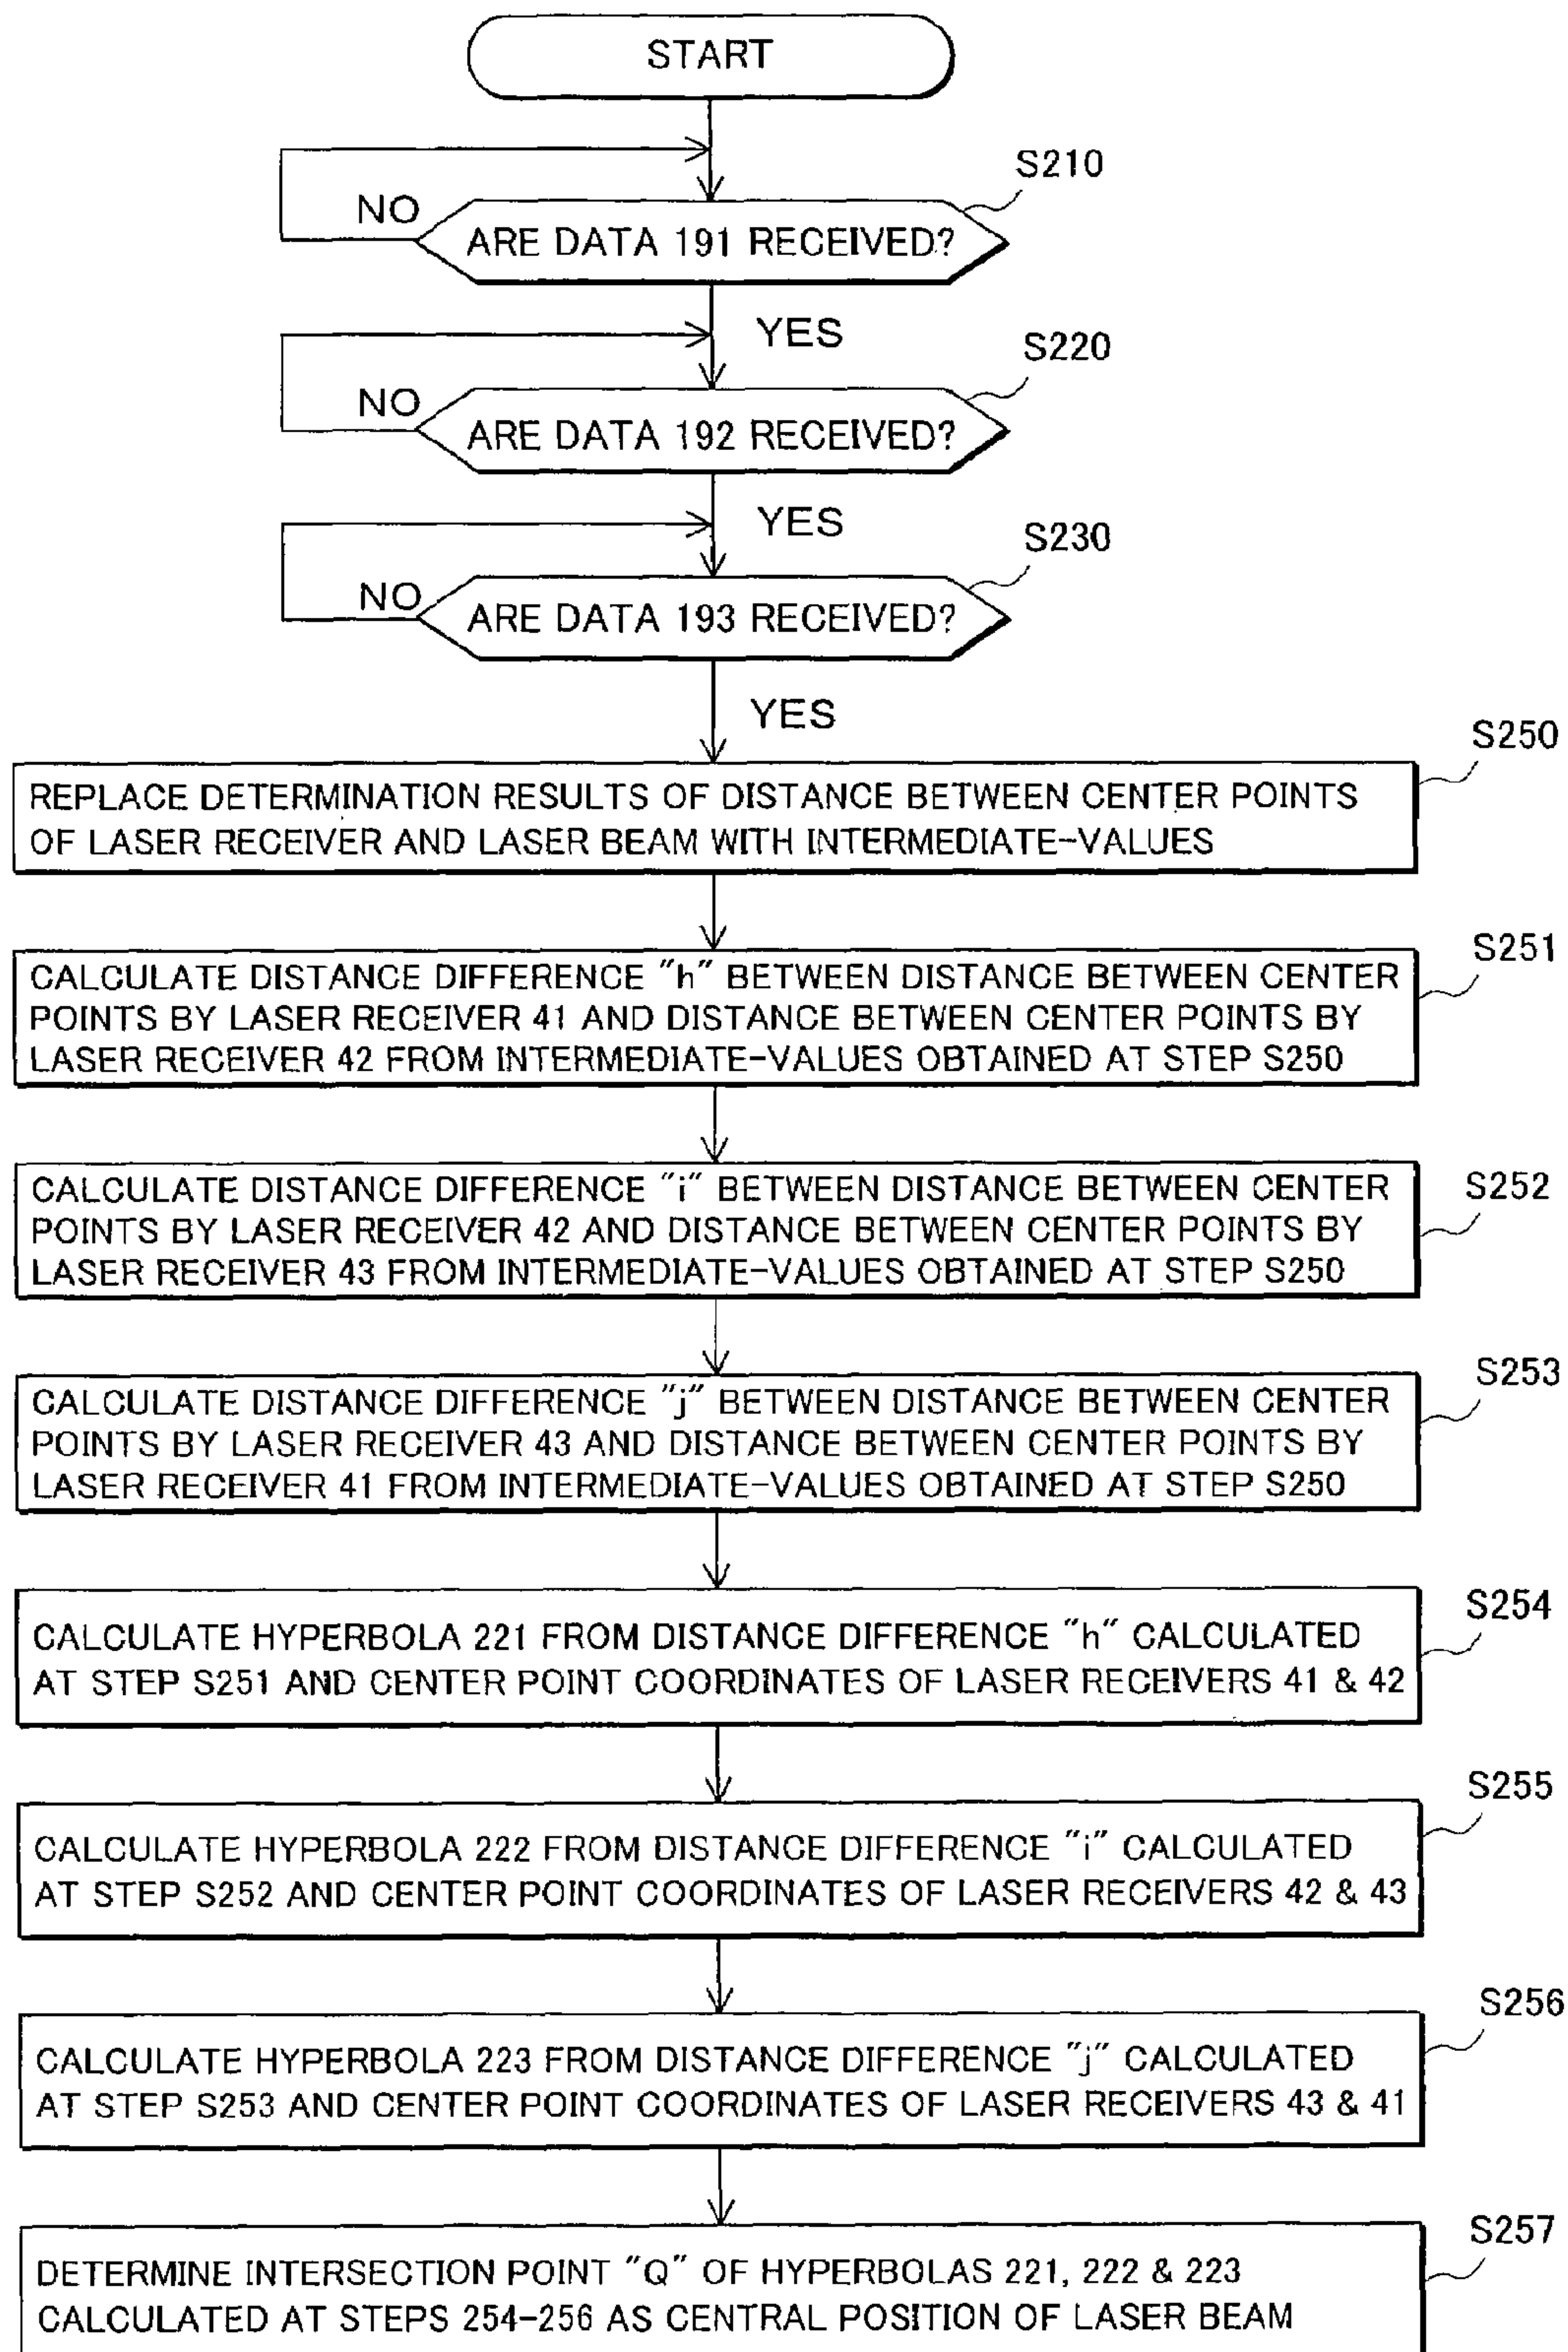 START
S210
NO
ARE DATA 191 RECEIVED?
YES
S220
NO
ARE DATA 192 RECEIVED?
YES
S230
NO
ARE DATA 193 RECEIVED?
YES
S250
REPLACE DETERMINATION RESULTS OF DISTANCE BETWEEN CENTER POINTS
OF LASER RECEIVER AND LASER BEAM WITH INTERMEDIATE-VALUES
S251
CALCULATE DISTANCE DIFFERENCE "h" BETWEEN DISTANCE BETWEEN CENTER
POINTS BY LASER RECEIVER 41 AND DISTANCE BETWEEN CENTER POINTS BY
LASER RECEIVER 42 FROM INTERMEDIATE-VALUES OBTAINED AT STEP S250
S252
CALCULATE DISTANCE DIFFERENCE "i" BETWEEN DISTANCE BETWEEN CENTER
POINTS BY LASER RECEIVER 42 AND DISTANCE BETWEEN CENTER POINTS BY
LASER RECEIVER 43 FROM INTERMEDIATE-VALUES OBTAINED AT STEP S250
S253
CALCULATE DISTANCE DIFFERENCE "j" BETWEEN DISTANCE BETWEEN CENTER
POINTS BY LASER RECEIVER 43 AND DISTANCE BETWEEN CENTER POINTS BY
LASER RECEIVER 41 FROM INTERMEDIATE-VALUES OBTAINED AT STEP S250
S254
CALCULATE HYPERBOLA 221 FROM DISTANCE DIFFERENCE "h" CALCULATED
AT STEP S251 AND CENTER POINT COORDINATES OF LASER RECEIVERS 41 & 42
S255
CALCULATE HYPERBOLA 222 FROM DISTANCE DIFFERENCE "i" CALCULATED
AT STEP S252 AND CENTER POINT COORDINATES OF LASER RECEIVERS 42 & 43
S256
CALCULATE HYPERBOLA 223 FROM DISTANCE DIFFERENCE "j" CALCULATED
AT STEP S253 AND CENTER POINT COORDINATES OF LASER RECEIVERS 43 & 41
S257
DETERMINE INTERSECTION POINT "Q" OF HYPERBOLAS 221, 222 & 223
CALCULATED AT STEPS 254-256 AS CENTRAL POSITION OF LASER BEAM